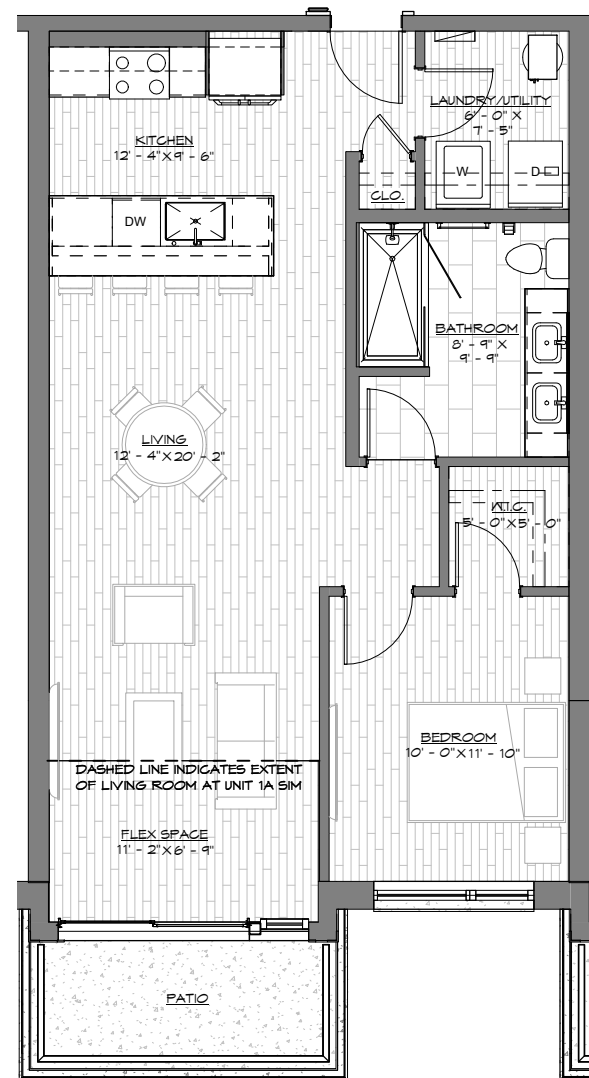 LAUNDRY/UTILITY
6' - 0" X
7' - 5"
KITCHEN
12' - 4"X9' - 6"
W
D
CLO.
DW
BATHROOM
8' - 9" X
9' - 9"
LIVING
12' - 4"X20' - 2"
W.I.C.
5' - 0"X5' - 0"
BEDROOM
10' - 0"X11' - 10"
DASHED LINE INDICATES EXTENT
OF LIVING ROOM AT UNIT 1A SIM
FLEX SPACE
11' - 2"X6' - 9"
PATIO